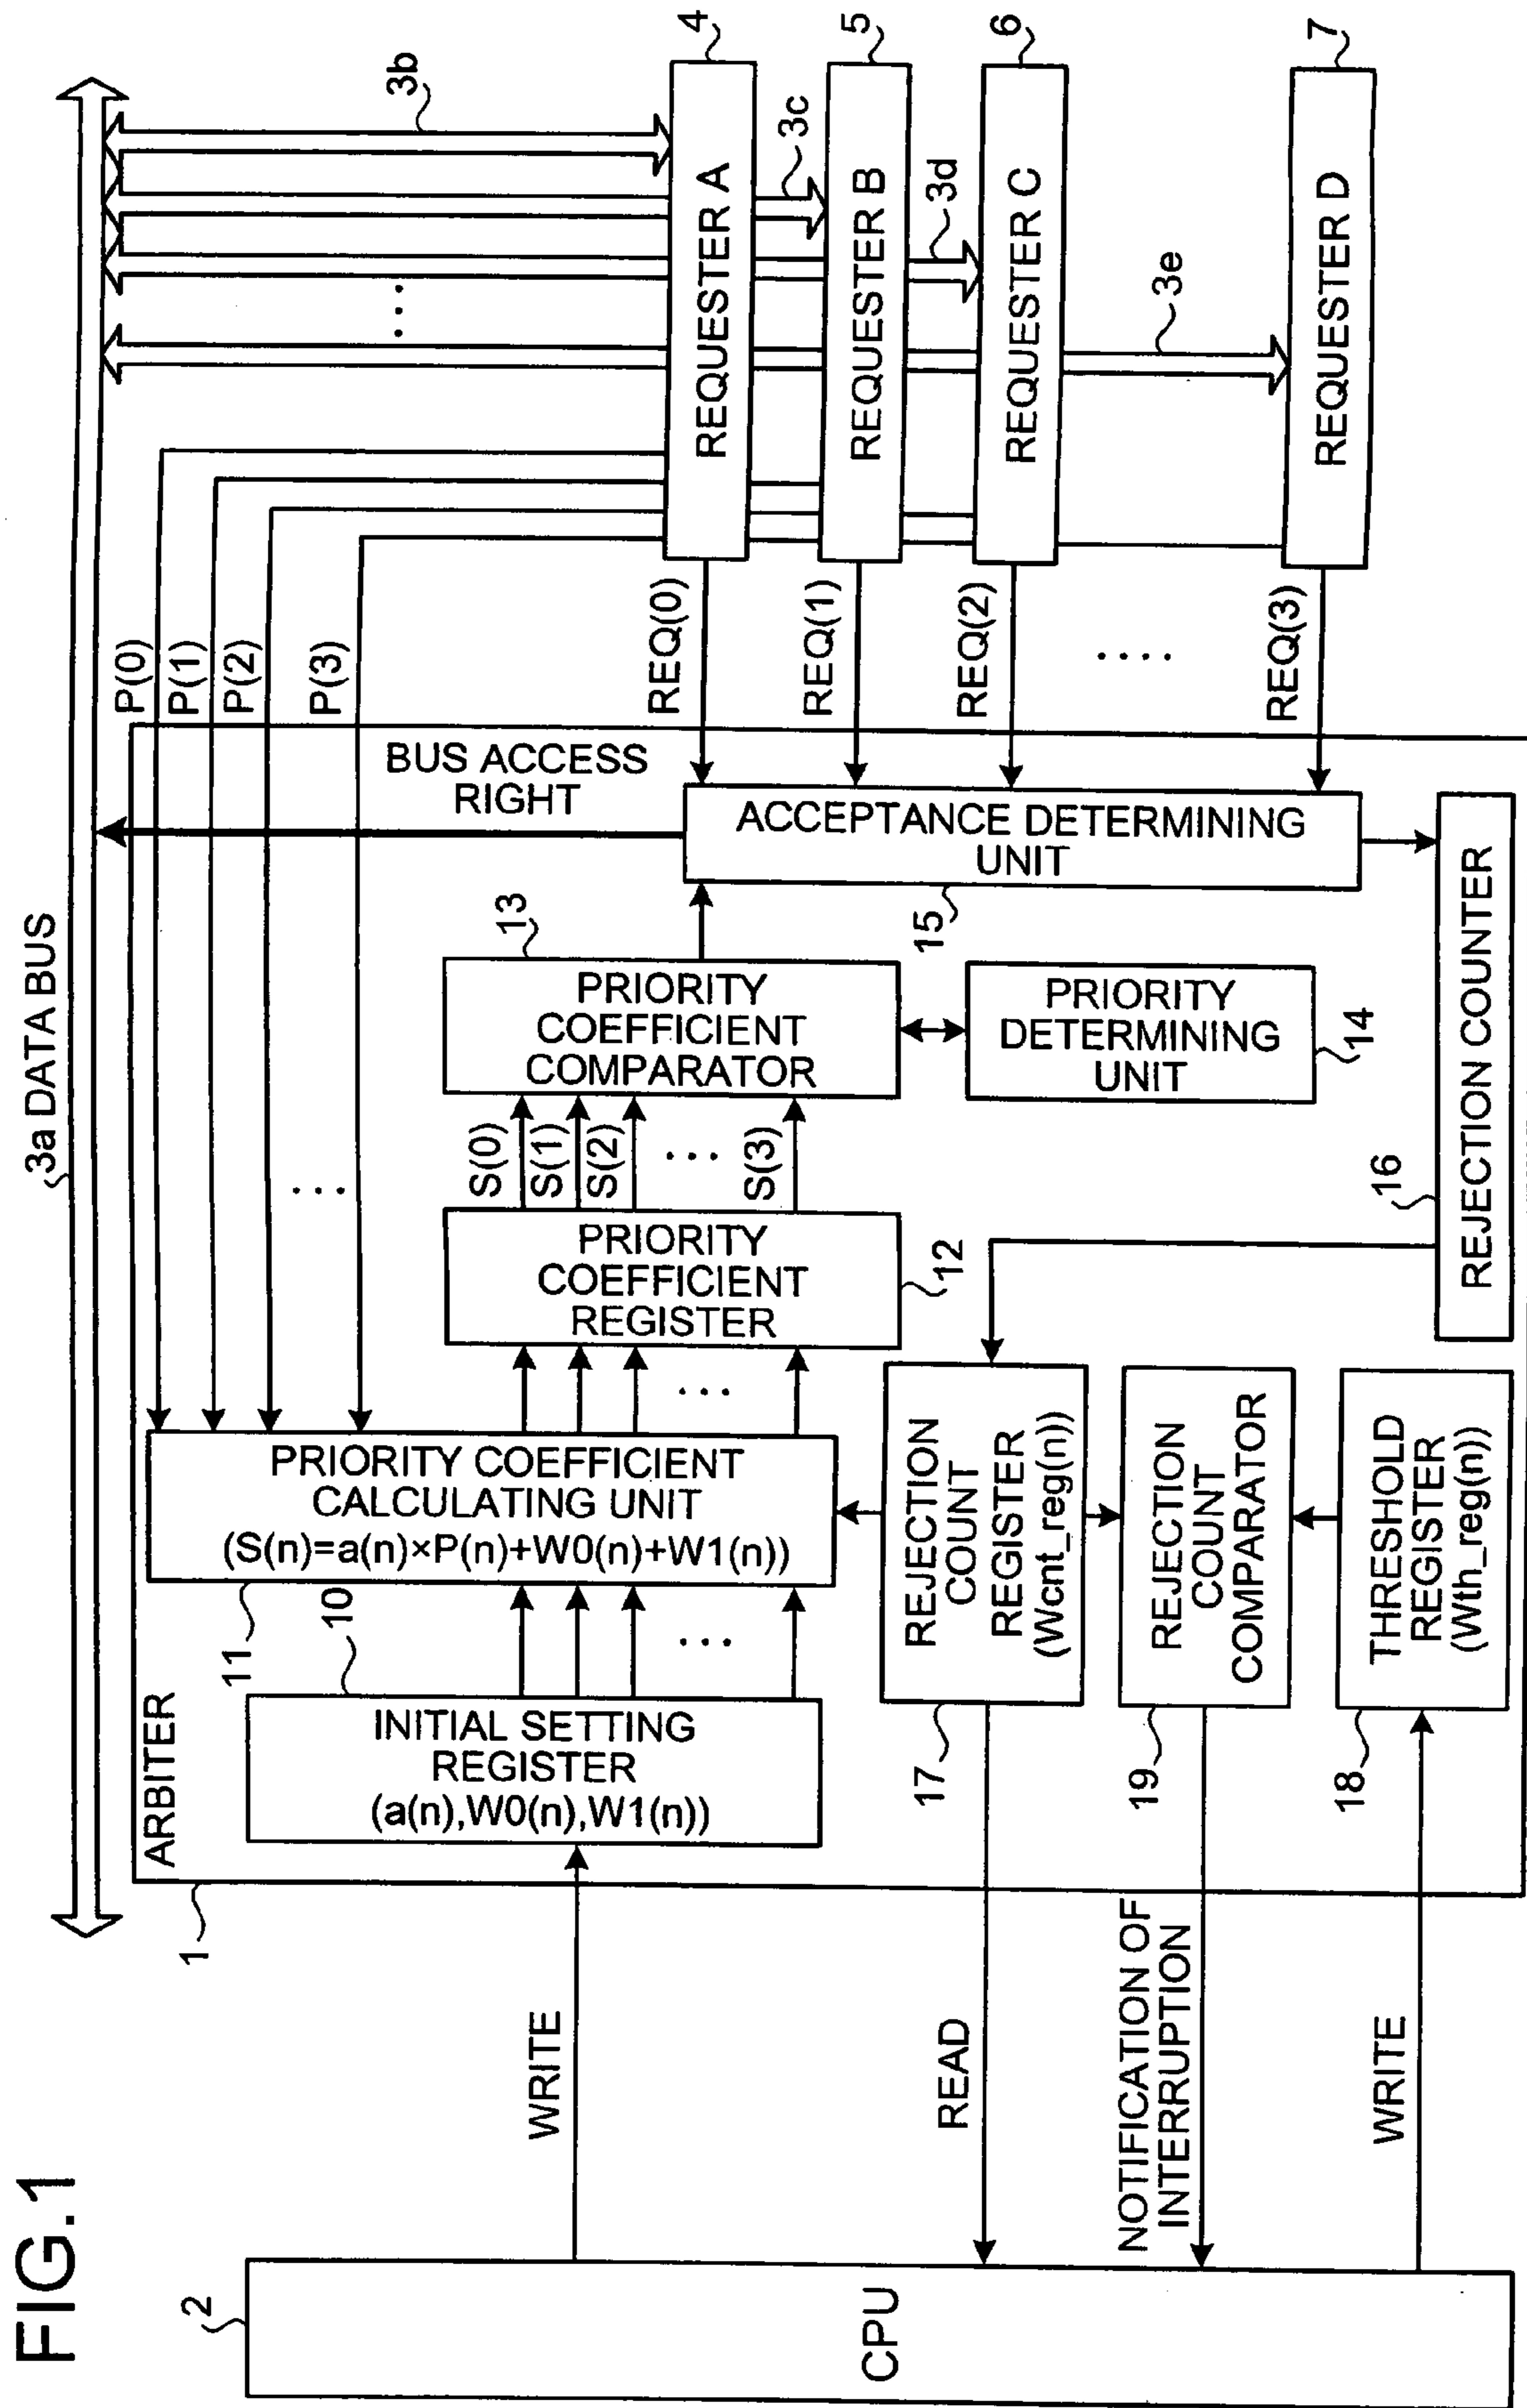 FIG.1
3a DATA BUS
1
ARBITER
2
CPU
WRITE
READ
NOTIFICATION OF
INTERRUPTION
WRITE
10
INITIAL SETTING
REGISTER
(a(n),W0(n),W1(n))
11
PRIORITY COEFFICIENT
CALCULATING UNIT
(S(n)=a(n)×P(n)+W0(n)+W1(n))
...
...
17
REJECTION
COUNT
REGISTER
(Wcnt_reg(n))
19
REJECTION
COUNT
COMPARATOR
18
THRESHOLD
REGISTER
(Wth_reg(n))
...
PRIORITY
COEFFICIENT
REGISTER
12
S(0)
S(1)
S(2)
...
S(3)
13
PRIORITY
COEFFICIENT
COMPARATOR
PRIORITY
DETERMINING
UNIT
14
16
REJECTION COUNTER
BUS ACCESS
RIGHT
ACCEPTANCE DETERMINING
UNIT
15
P(0)
P(1)
P(2)
P(3)
REQ(0)
REQ(1)
REQ(2)
....
REQ(3)
...
3b
3c
3d
3e
REQUESTER A
4
REQUESTER B
5
REQUESTER C
6
REQUESTER D
7